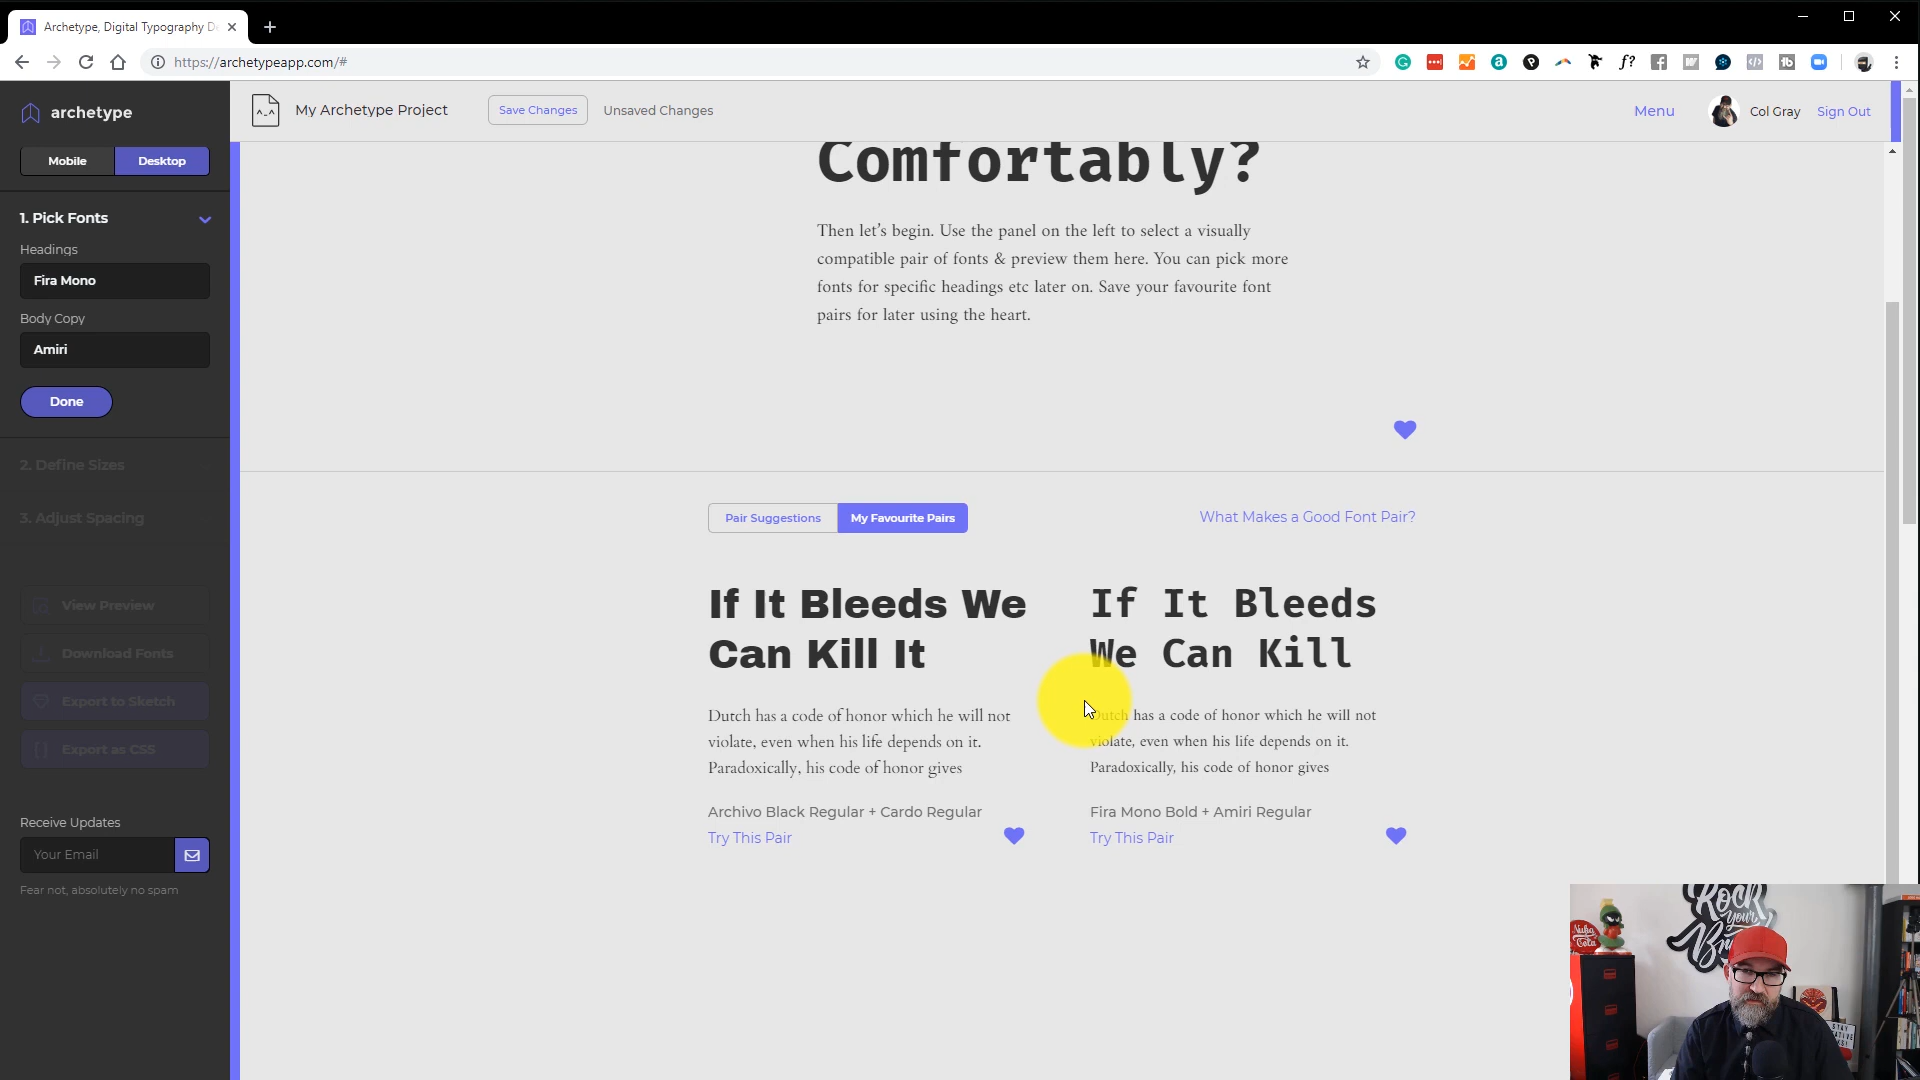 Archetype, Digital Typography De
https://archetypeapp.com/#
archetype
My Archetype Project
Save Changes
Unsaved Changes
Menu
Col Gray
Sign Out
Mobile
Desktop
1. Pick Fonts
Headings
Fira Mono
Body Copy
Amiri
Done
2. Define Sizes
3. Adjust Spacing
View Preview
Download Fonts
Export to Sketch
Export as CSS
Receive Updates
Your Email
Fear not, absolutely no spam
Comfortably?
Then let's begin. Use the panel on the left to select a visually
compatible pair of fonts & preview them here. You can pick more
fonts for specific headings etc later on. Save your favourite font
pairs for later using the heart.
Pair Suggestions
My Favourite Pairs
What Makes a Good Font Pair?
If It Bleeds We
Can Kill It
Dutch has a code of honor which he will not
violate, even when his life depends on it.
Paradoxically, his code of honor gives
Archivo Black Regular + Cardo Regular
Try This Pair
If It Bleeds
We Can Kill
Dutch has a code of honor which he will not
violate, even when his life depends on it.
Paradoxically, his code of honor gives
Fira Mono Bold + Amiri Regular
Try This Pair
Rock
Your
Nuka
Cola